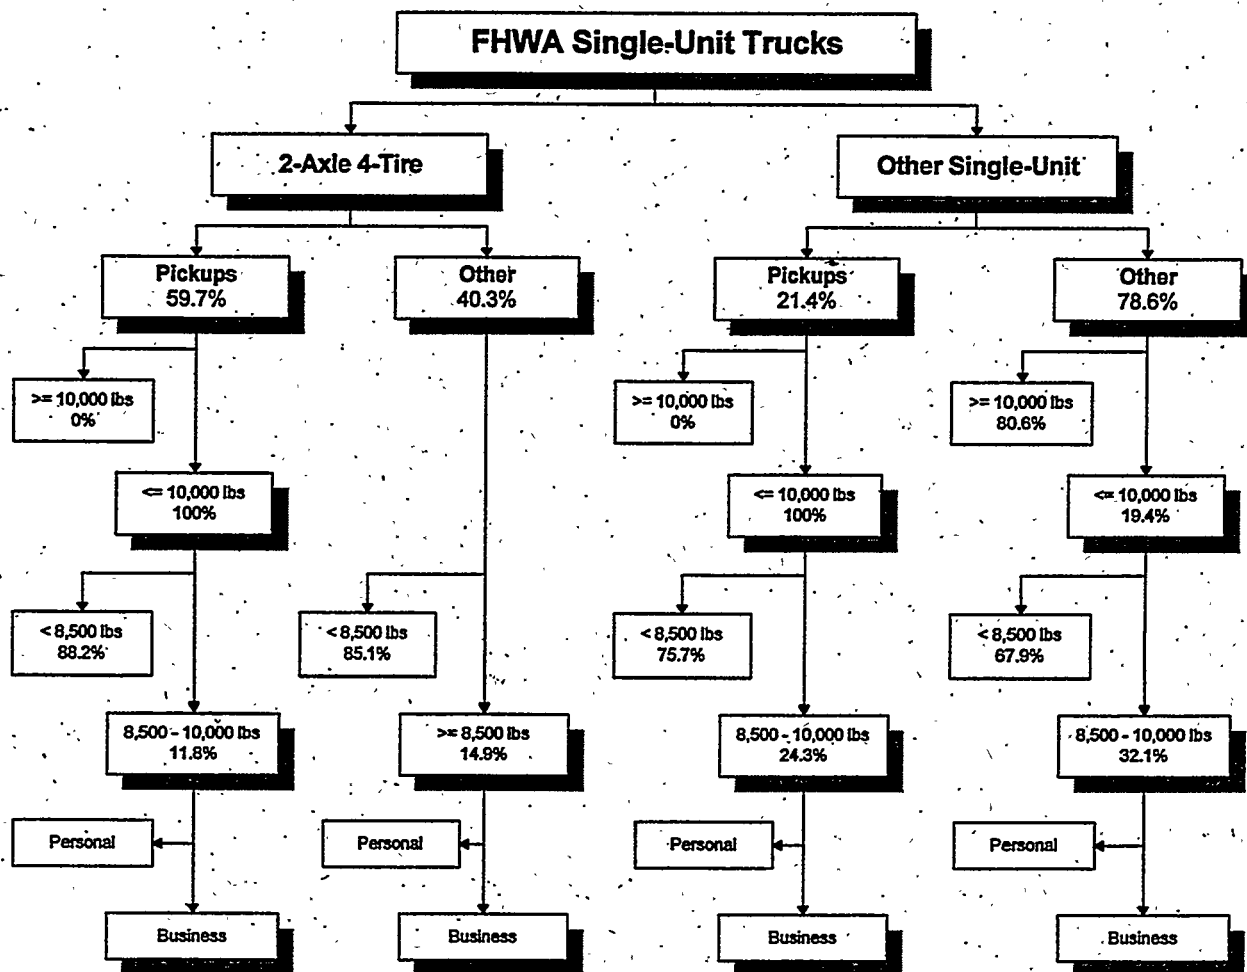 FHWA Single-Unit Trucks
2-Axle 4-Tire
Other Single-Unit
Pickups
59.7%
Other
40.3%
Pickups
21.4%
Other
78.6%
>= 10,000 lbs
0%
>= 10,000 lbs
0%
>= 10,000 lbs
80.6%
<= 10,000 lbs
100%
<= 10,000 lbs
100%
<= 10,000 lbs
19.4%
< 8,500 lbs
88.2%
< 8,500 lbs
85.1%
< 8,500 lbs
75.7%
< 8,500 lbs
67.9%
8,500 - 10,000 lbs
11.8%
>= 8,500 lbs
14.9%
8,500 - 10,000 lbs
24.3%
8,500 - 10,000 lbs
32.1%
Personal
Personal
Personal
Personal
Business
Business
Business
Business